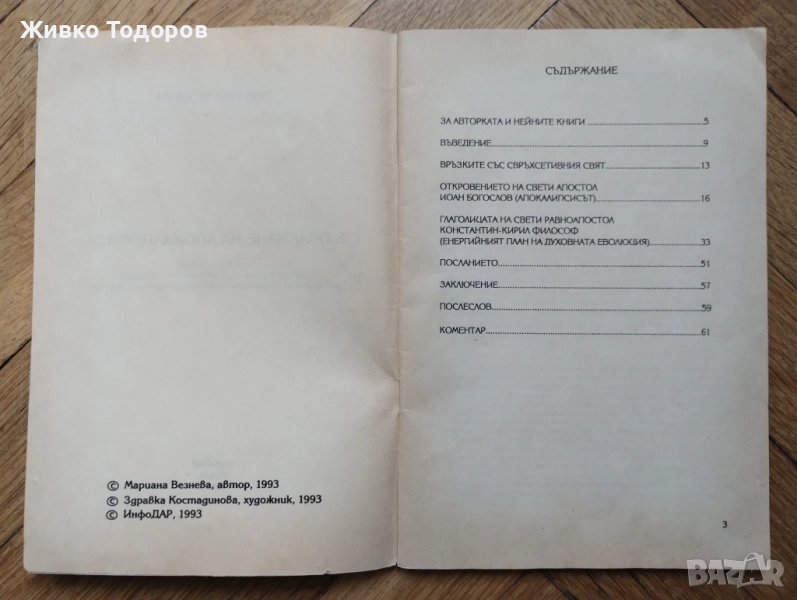 Живко Тодоров
© Мариана Везнева, автор, 1993
© Здравка Костадинова, художник, 1993
© ИнфоДАР, 1993
СЪДЪРЖАНИЕ
ЗА АВТОРКАТА И НЕЙНИТЕ КНИГИ ........ 5
ВЪВЕДЕНИЕ........ 9
ВРЪЗКИТЕ СЪС СВРЪХСЕТИВНИЯ СВЯТ........ 13
ОТКРОВЕНИЕТО НА СВЕТИ АПОСТОЛ
ИОАН БОГОСЛОВ (АПОКАЛИПСИСЪТ)........ 16
ГЛАГОЛИЦАТА НА СВЕТИ РАВНОАПОСТОЛ
КОНСТАНТИН-КИРИЛ ФИЛОСОФ
(ЕНЕРГИЙНИЯТ ПЛАН НА ДУХОВНАТА ЕВОЛЮЦИЯ)........ 33
ПОСЛАНИЕТО........ 51
ЗАКЛЮЧЕНИЕ........ 57
ПОСЛЕСЛОВ........ 59
КОМЕНТАР........ 61
3
BAZAR